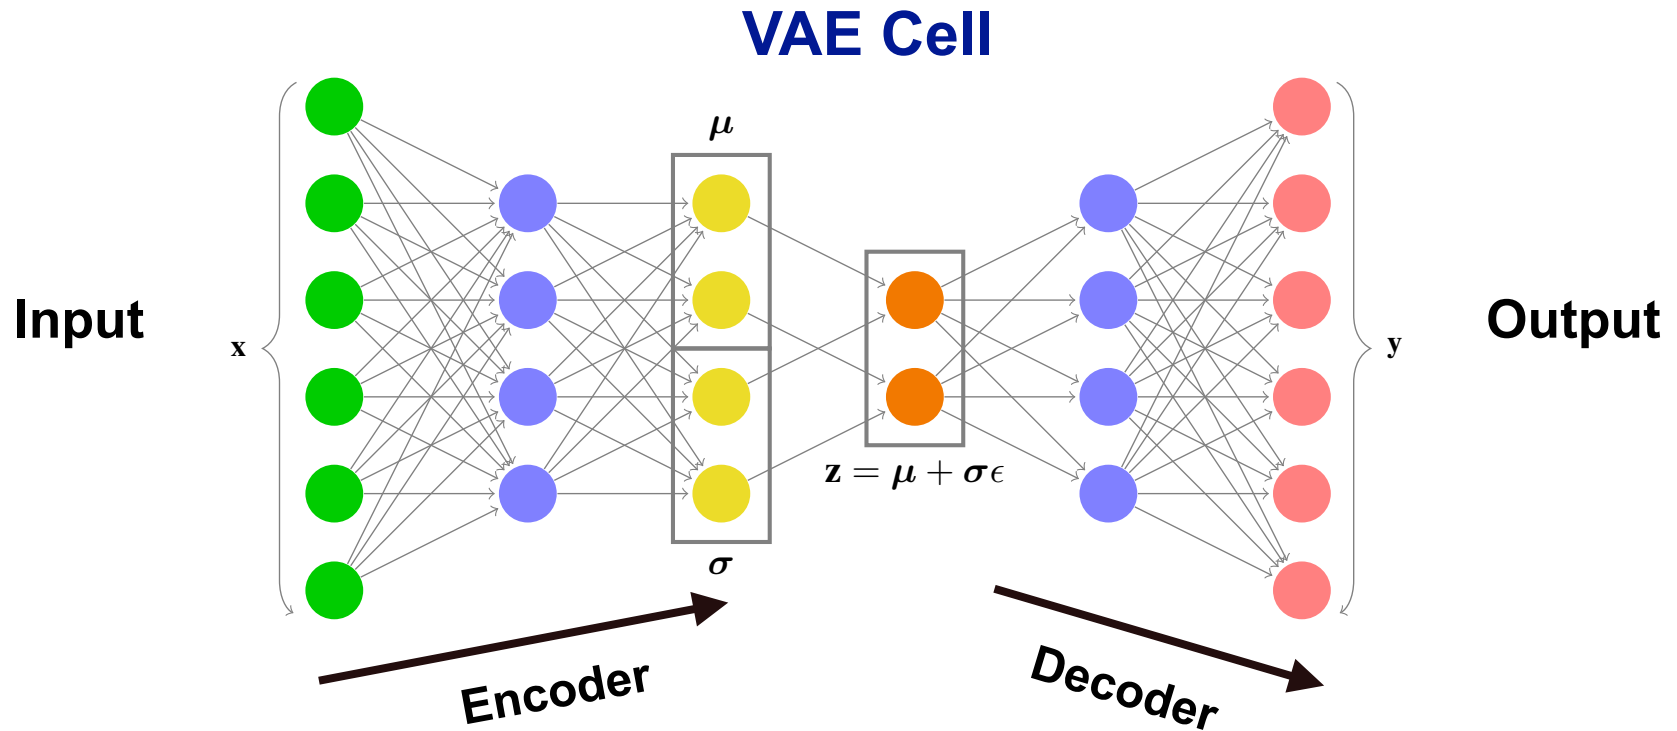 VAE Cell
μ
Input
x
Output
y
z = μ + σϵ
σ
Encoder
Decoder